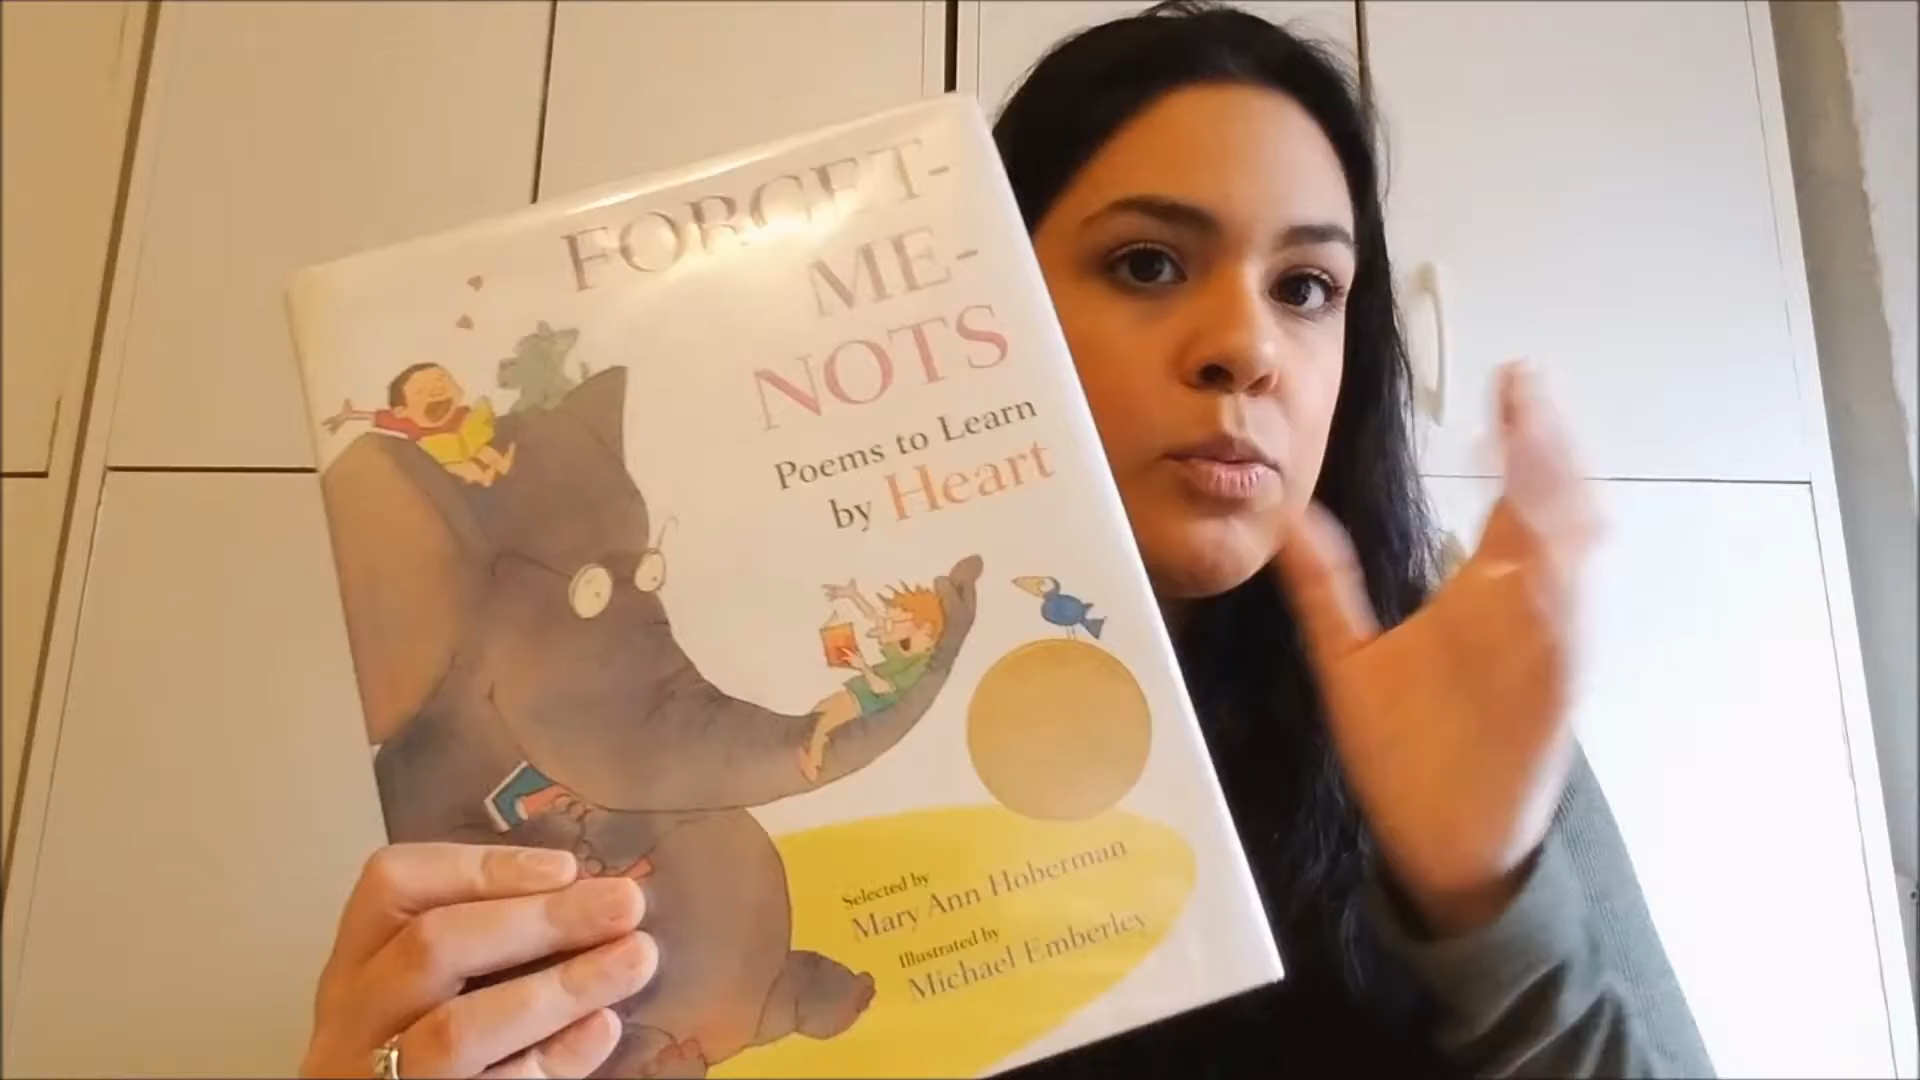 FORGET-
ME-
NOTS
Poems to Learn
by Heart
Selected by
Mary Ann Hoberman
Illustrated by
Michael Emberley